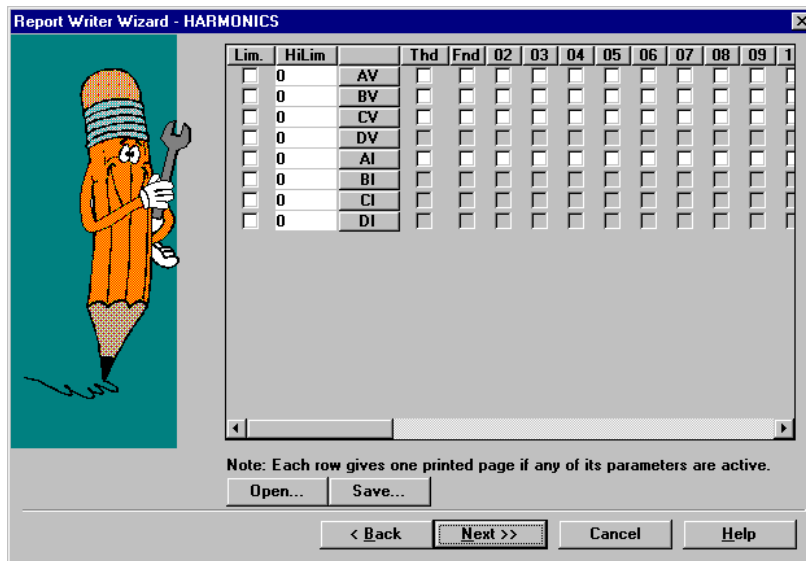 Report Writer Wizard - HARMONICS
Lim. HiLim Thd Fnd 02 03 04 05 06 07 08 09 1
0 AV
0 BV
0 CV
0 DV
0 AI
0 BI
0 CI
0 DI
Note: Each row gives one printed page if any of its parameters are active.
Open... Save...
< Back Next >> Cancel Help